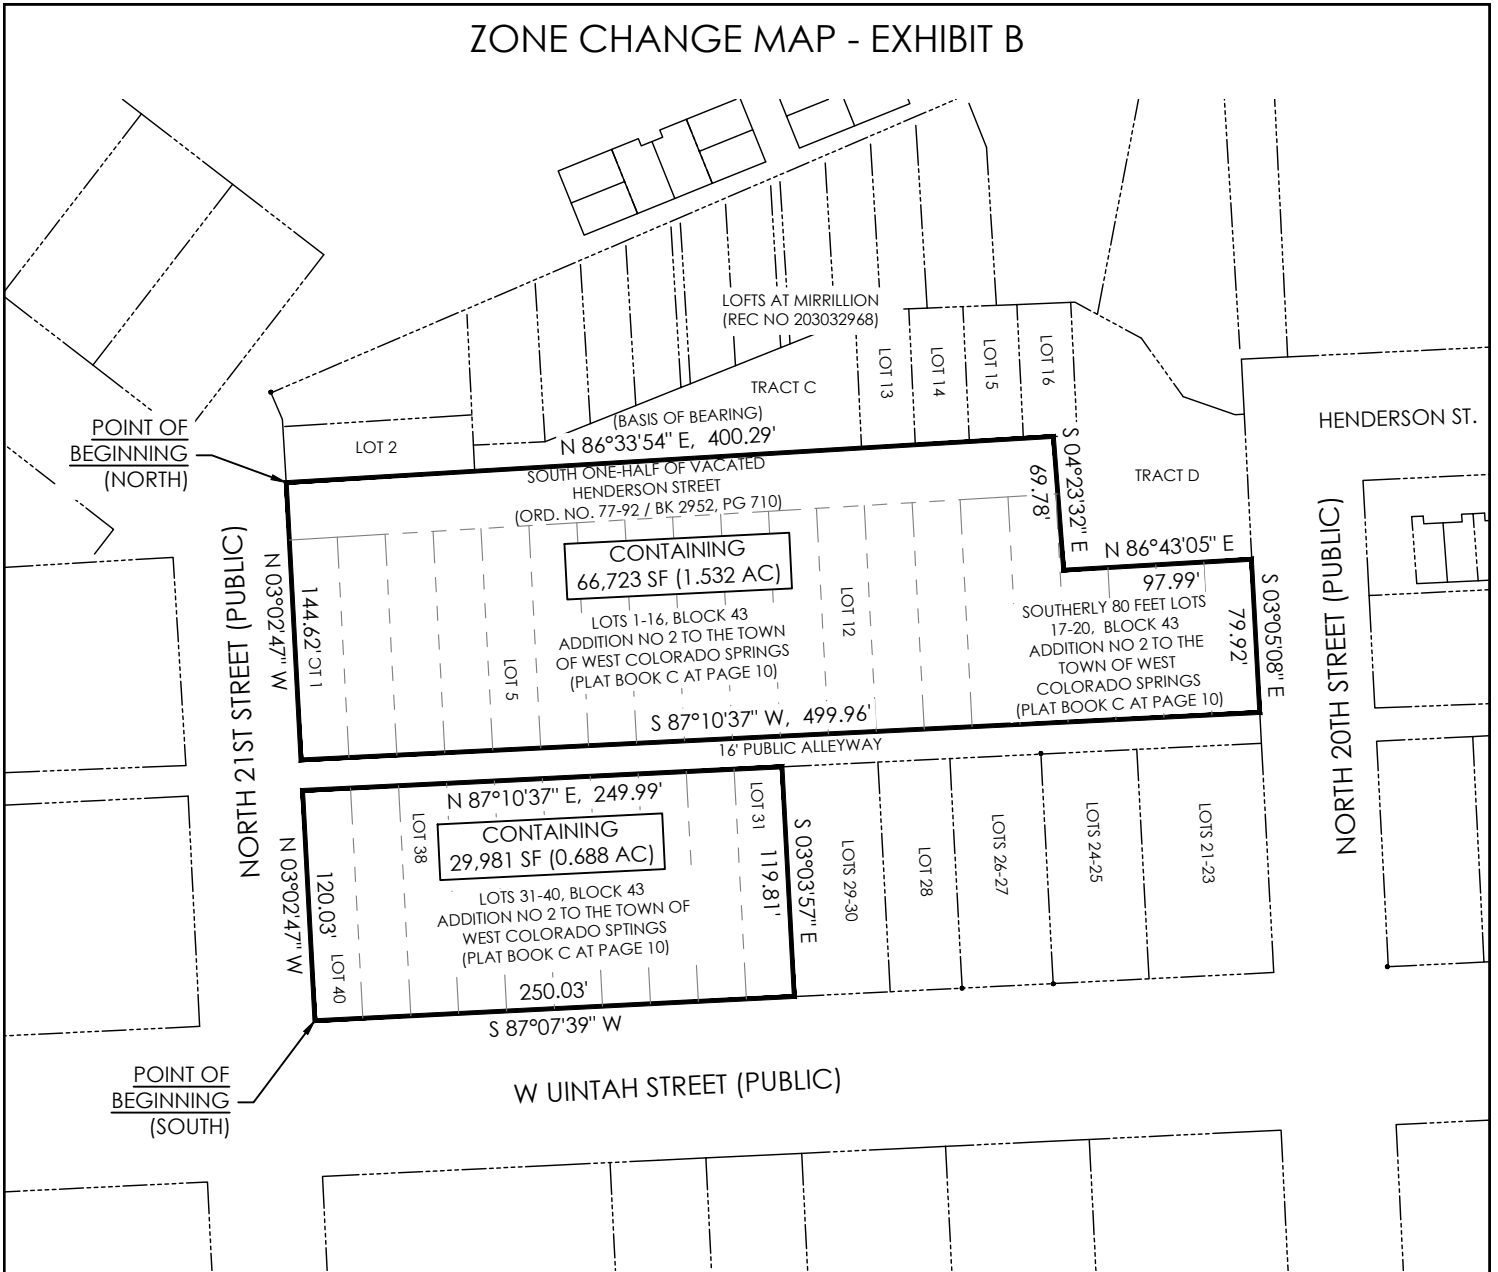 ZONE CHANGE MAP - EXHIBIT B
LOFTS AT MIRRILLION
(REC NO 203032968)
TRACT C
LOT 13
LOT 14
LOT 15
LOT 16
POINT OF
BEGINNING
(NORTH)
LOT 2
(BASIS OF BEARING)
N 86°33'54" E, 400.29'
HENDERSON ST.
SOUTH ONE-HALF OF VACATED
HENDERSON STREET
(ORD. NO. 77-92 / BK 2952, PG 710)
69.78'
S 04°23'32" E
TRACT D
N 86°43'05" E
97.99'
CONTAINING
66,723 SF (1.532 AC)
NORTH 21ST STREET (PUBLIC)
N 03°02'47" W
144.62'
OT 1
LOT 5
LOTS 1-16, BLOCK 43
ADDITION NO 2 TO THE TOWN
OF WEST COLORADO SPRINGS
(PLAT BOOK C AT PAGE 10)
LOT 12
SOUTHERLY 80 FEET LOTS
17-20, BLOCK 43
ADDITION NO 2 TO THE
TOWN OF WEST
COLORADO SPRINGS
(PLAT BOOK C AT PAGE 10)
79.92'
S 03°05'08" E
NORTH 20TH STREET (PUBLIC)
S 87°10'37" W, 499.96'
16' PUBLIC ALLEYWAY
N 87°10'37" E, 249.99'
LOT 38
CONTAINING
29,981 SF (0.688 AC)
LOT 31
119.81'
S 03°03'57" E
LOTS 29-30
LOT 28
LOTS 26-27
LOTS 24-25
LOTS 21-23
N 03°02'47" W
120.03'
LOT 40
LOTS 31-40, BLOCK 43
ADDITION NO 2 TO THE TOWN OF
WEST COLORADO SPTINGS
(PLAT BOOK C AT PAGE 10)
250.03'
S 87°07'39" W
POINT OF
BEGINNING
(SOUTH)
W UINTAH STREET (PUBLIC)